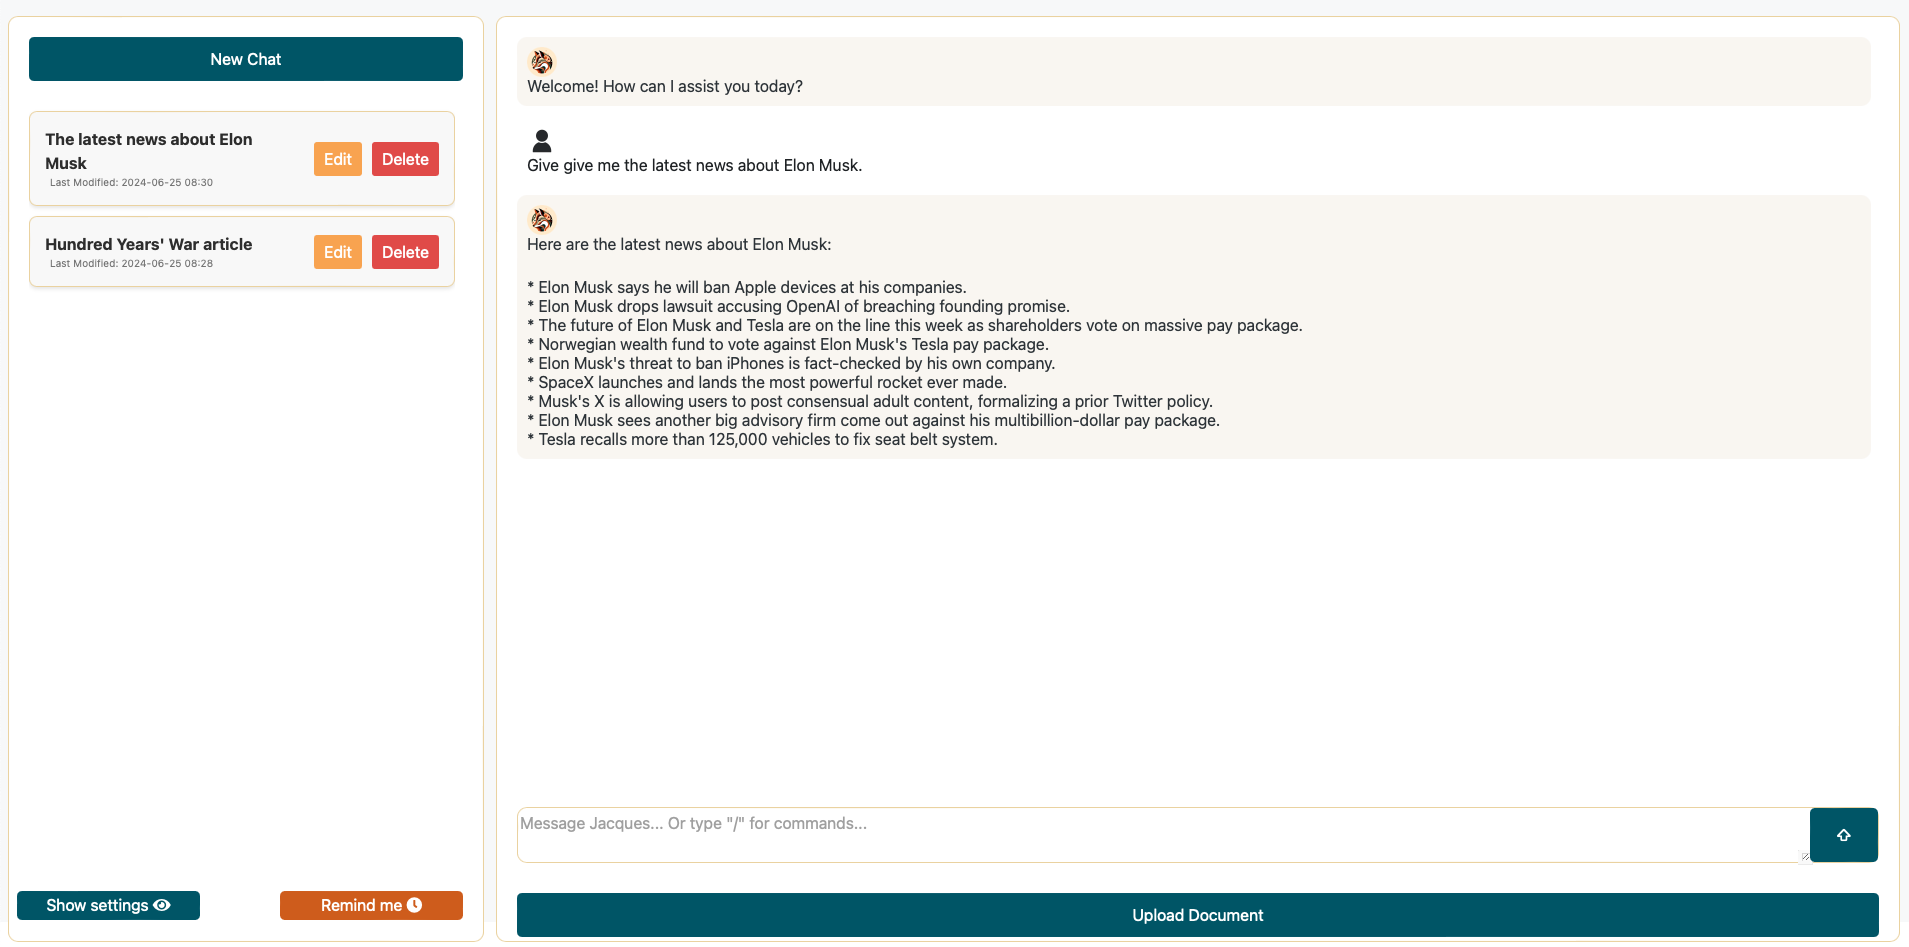 New Chat
The latest news about Elon
Musk
Last Modified: 2024-06-25 08:30
Edit
Delete
Hundred Years' War article
Last Modified: 2024-06-25 08:28
Edit
Delete
Show settings
Remind me
Welcome! How can I assist you today?
Give give me the latest news about Elon Musk.
Here are the latest news about Elon Musk:
* Elon Musk says he will ban Apple devices at his companies.
* Elon Musk drops lawsuit accusing OpenAI of breaching founding promise.
* The future of Elon Musk and Tesla are on the line this week as shareholders vote on massive pay package.
* Norwegian wealth fund to vote against Elon Musk's Tesla pay package.
* Elon Musk's threat to ban iPhones is fact-checked by his own company.
* SpaceX launches and lands the most powerful rocket ever made.
* Musk's X is allowing users to post consensual adult content, formalizing a prior Twitter policy.
* Elon Musk sees another big advisory firm come out against his multibillion-dollar pay package.
* Tesla recalls more than 125,000 vehicles to fix seat belt system.
Message Jacques... Or type "/" for commands...
Upload Document